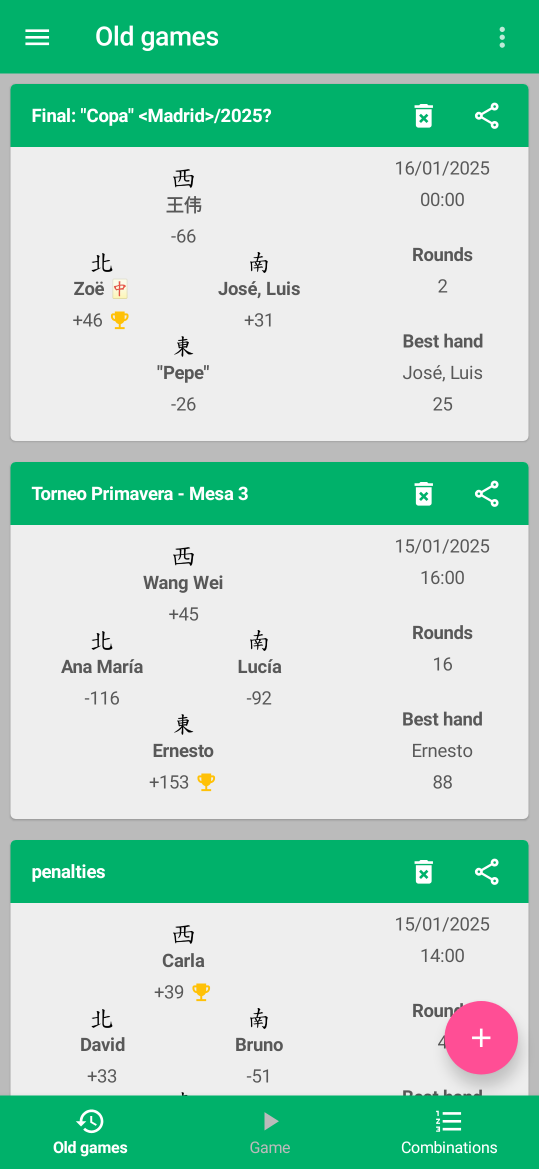 Old games
Final: "Copa" <Madrid>/2025?
西
王伟
-66
北
Zoë 🀄
+46
南
José, Luis
+31
東
"Pepe"
-26
16/01/2025
00:00
Rounds
2
Best hand
José, Luis
25
Torneo Primavera - Mesa 3
西
Wang Wei
+45
北
Ana María
-116
南
Lucía
-92
東
Ernesto
+153
15/01/2025
16:00
Rounds
16
Best hand
Ernesto
88
penalties
西
Carla
+39
北
David
+33
南
Bruno
-51
15/01/2025
14:00
4
Best hand
Old games
Game
Combinations